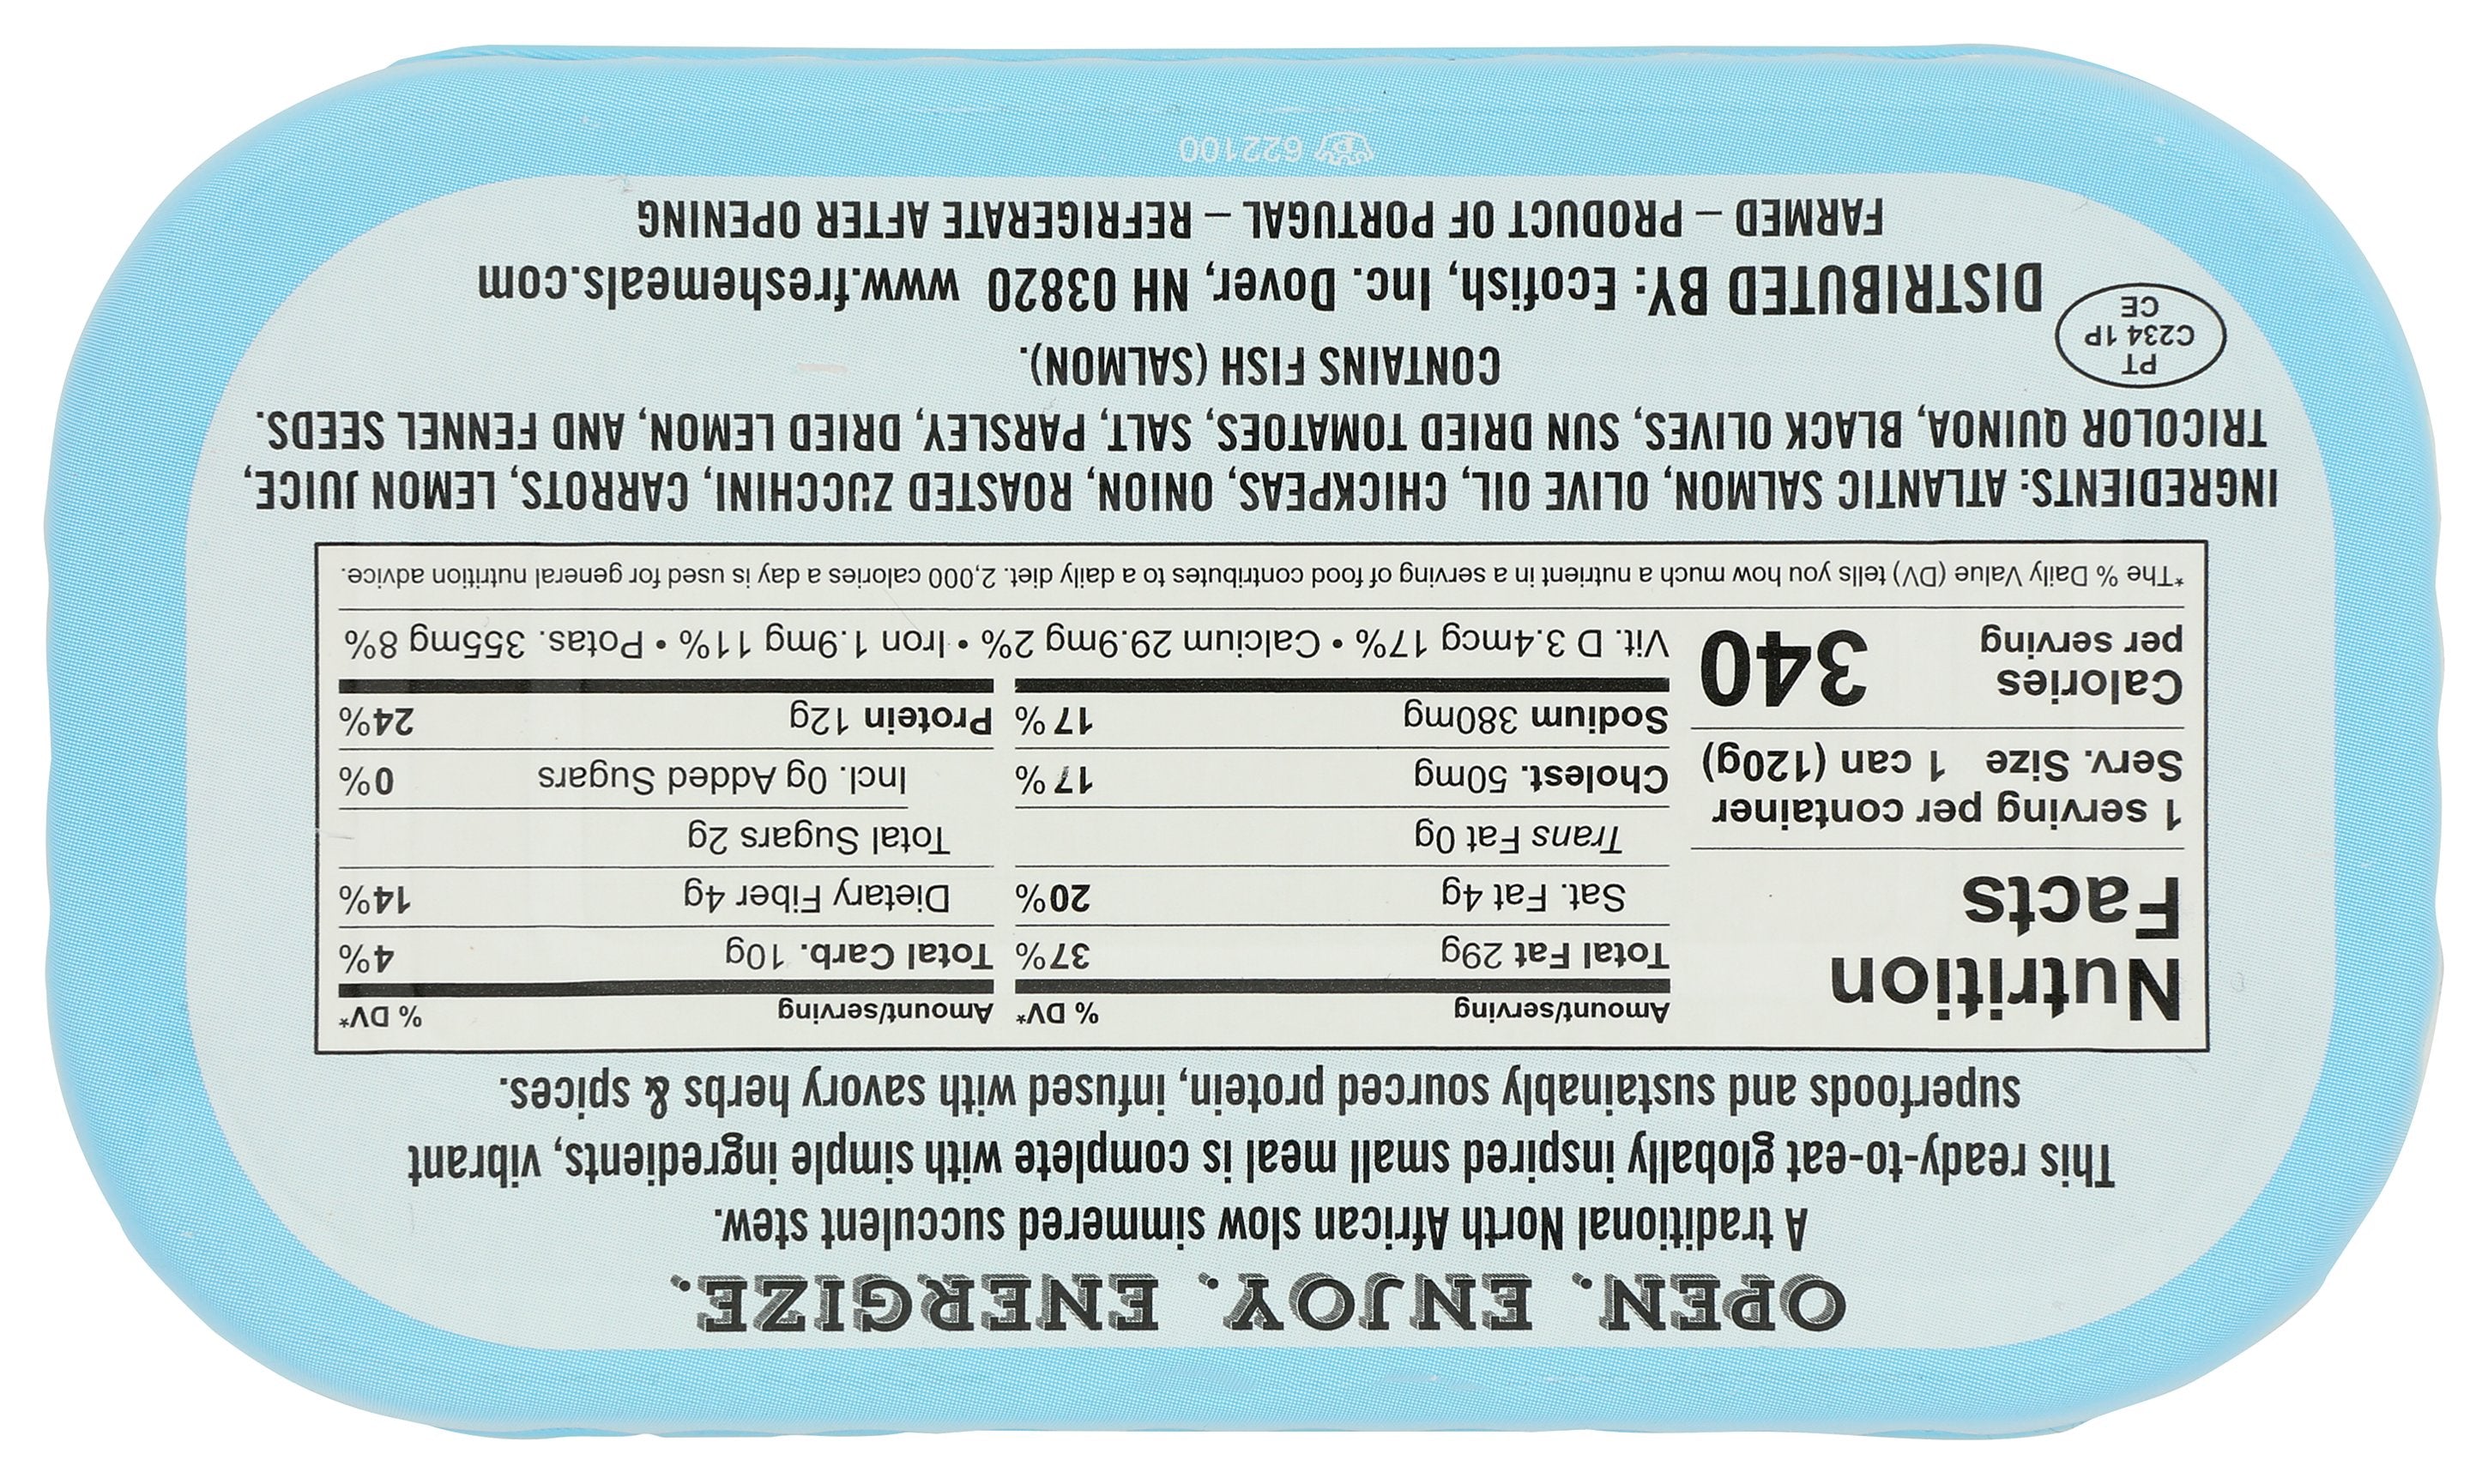 OPEN. ENJOY. ENERGIZE.
A traditional North African slow simmered succulent stew.
This ready-to-eat globally inspired small meal is complete with simple ingredients, vibrant
superfoods and sustainably sourced protein, infused with savory herbs & spices.
Nutrition
Facts
1 serving per container
Serv. Size 1 can (120g)
Calories
per serving
340
Amount/serving % DV*
Total Fat 29g 37%
Sat. Fat 4g 20%
Trans Fat 0g
Cholest. 50mg 17%
Sodium 380mg 17%
Amount/serving % DV*
Total Carb. 10g 4%
Dietary Fiber 4g 14%
Total Sugars 2g
Incl. 0g Added Sugars 0%
Protein 12g 24%
Vit. D 3.4mcg 17% • Calcium 29.9mg 2% • Iron 1.9mg 11% • Potas. 355mg 8%
*The % Daily Value (DV) tells you how much a nutrient in a serving of food contributes to a daily diet. 2,000 calories a day is used for general nutrition advice.
INGREDIENTS: ATLANTIC SALMON, OLIVE OIL, CHICKPEAS, ONION, ROASTED ZUCCHINI, CARROTS, LEMON JUICE,
TRICOLOR QUINOA, BLACK OLIVES, SUN DRIED TOMATOES, SALT, PARSLEY, DRIED LEMON, AND FENNEL SEEDS.
CONTAINS FISH (SALMON).
PT
C234 1P
CE
DISTRIBUTED BY: Ecofish, Inc. Dover, NH 03820 www.freshemeals.com
FARMED – PRODUCT OF PORTUGAL – REFRIGERATE AFTER OPENING
P 622100